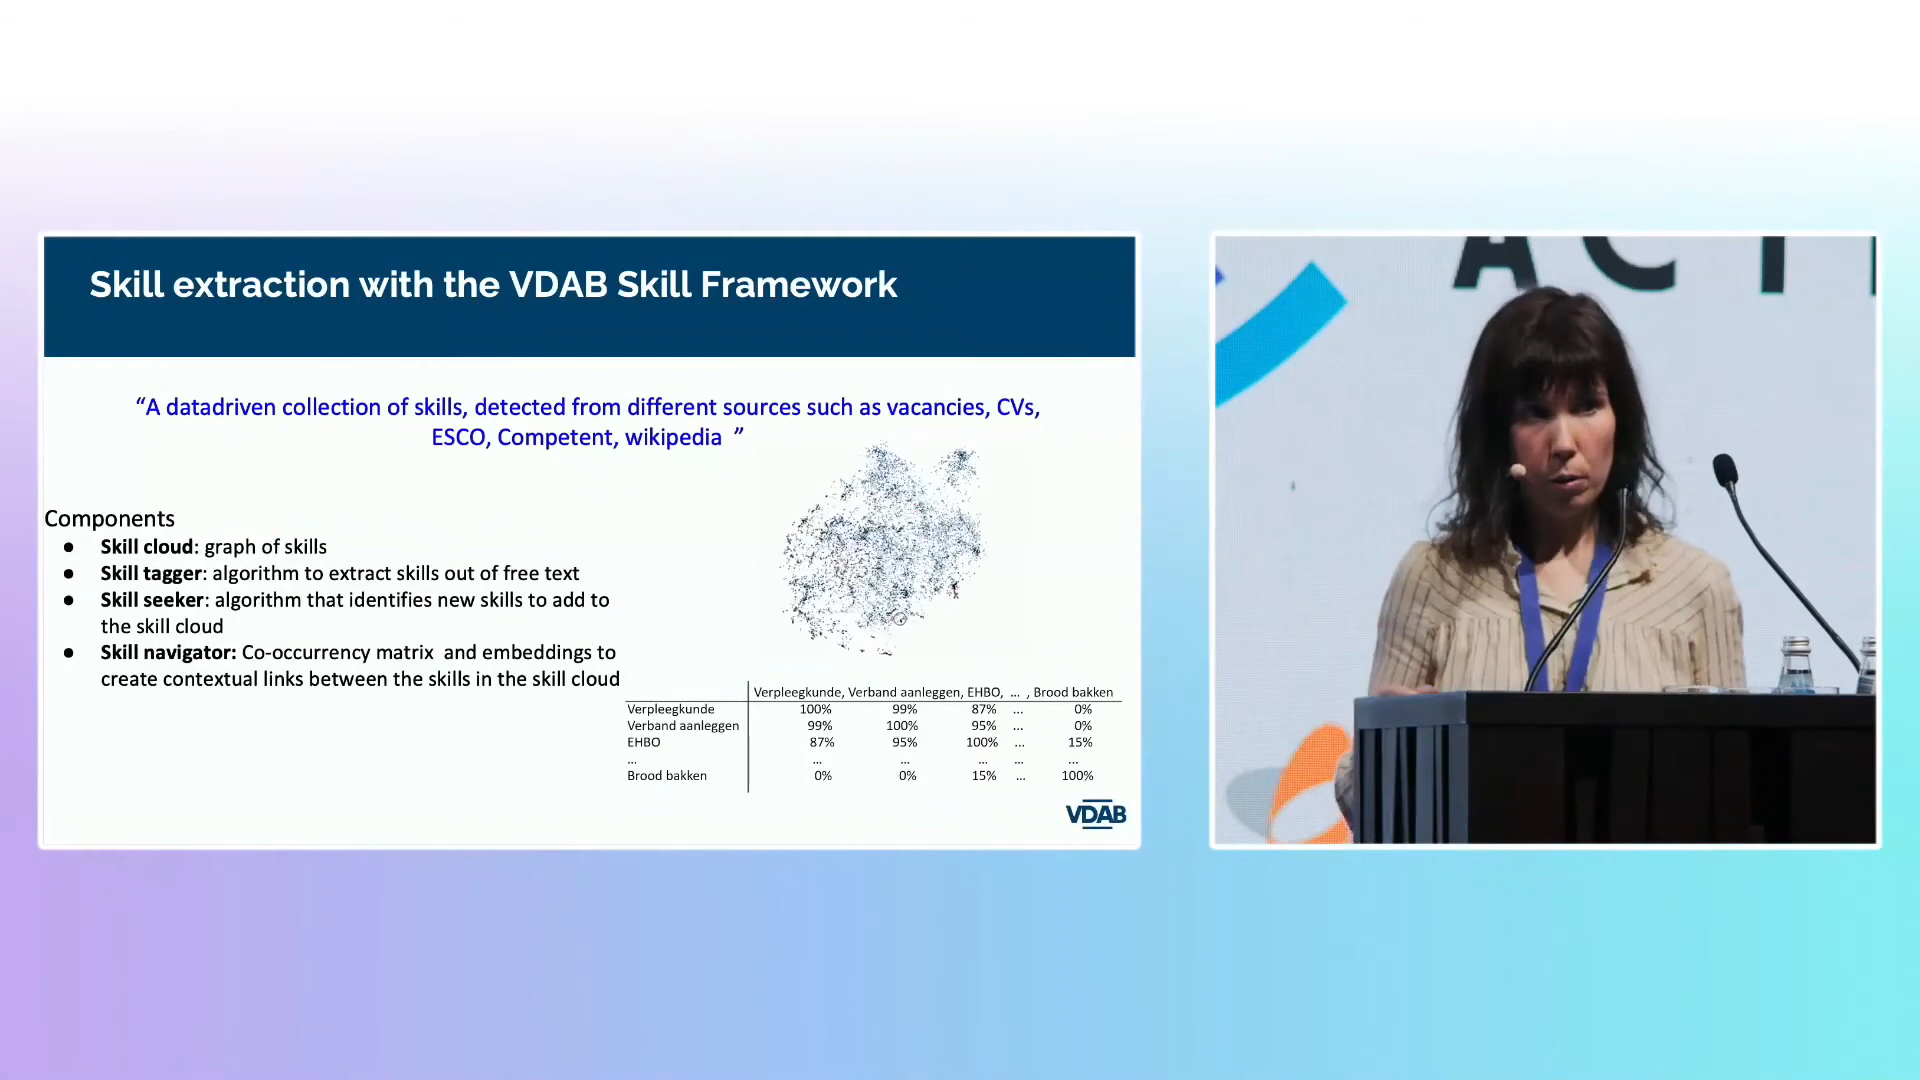 Skill extraction with the VDAB Skill Framework
“A datadriven collection of skills, detected from different sources such as vacancies, CVs,
ESCO, Competent, wikipedia ”
Components
● Skill cloud: graph of skills
● Skill tagger: algorithm to extract skills out of free text
● Skill seeker: algorithm that identifies new skills to add to
the skill cloud
● Skill navigator: Co-occurrency matrix and embeddings to
create contextual links between the skills in the skill cloud
Verpleegkunde, Verband aanleggen, EHBO, ... , Brood bakken
Verpleegkunde 100% 99% 87% ... 0%
Verband aanleggen 99% 100% 95% ... 0%
EHBO 87% 95% 100% ... 15%
... ... ... ... ... ...
Brood bakken 0% 0% 15% ... 100%
VDAB
ACT